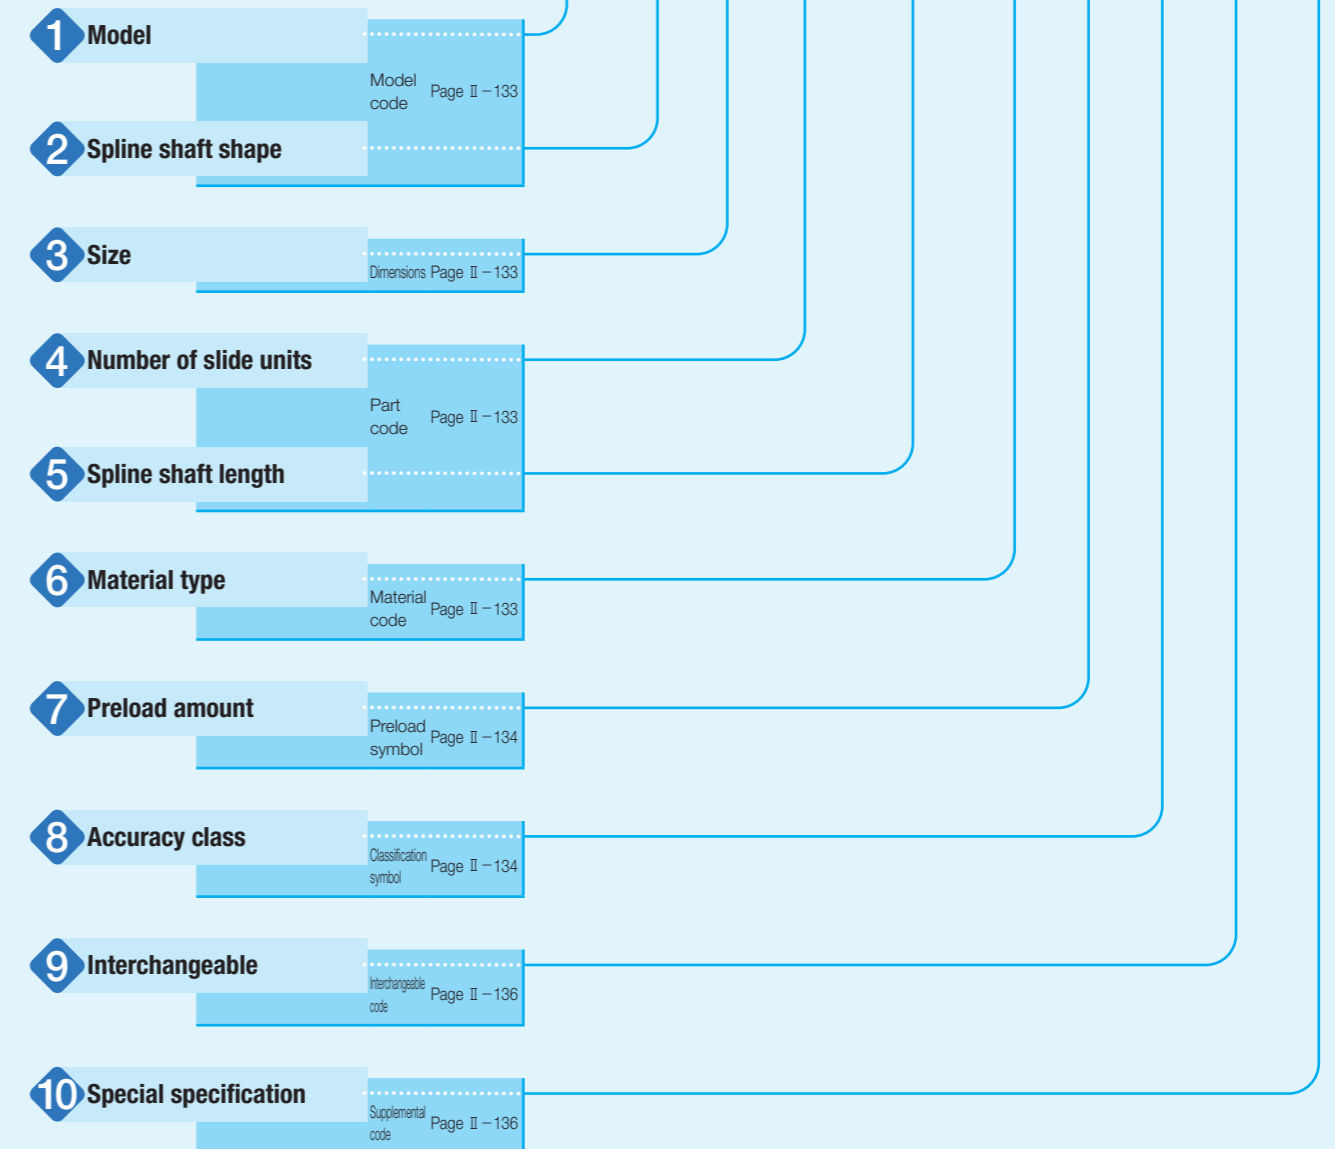 1 Model
Model
code Page Ⅱ－133
2 Spline shaft shape
3 Size
Dimensions Page Ⅱ－133
4 Number of slide units
Part
code Page Ⅱ－133
5 Spline shaft length
6 Material type
Material
code Page Ⅱ－133
7 Preload amount
Preload
symbol Page Ⅱ－134
8 Accuracy class
Classification
symbol Page Ⅱ－134
9 Interchangeable
Interchangeable
code Page Ⅱ－136
10 Special specification
Supplemental
code Page Ⅱ－136